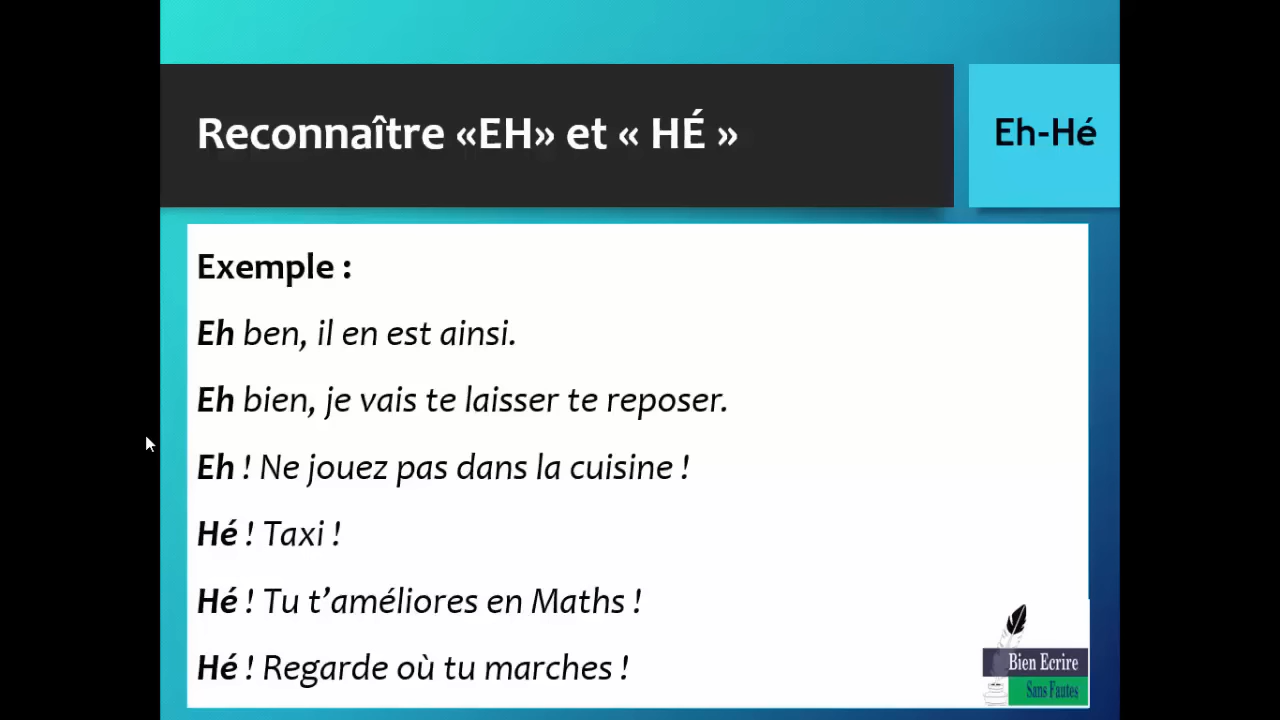 Reconnaître «EH» et « HÉ »
Eh-Hé
Exemple :
Eh ben, il en est ainsi.
Eh bien, je vais te laisser te reposer.
Eh ! Ne jouez pas dans la cuisine !
Hé ! Taxi !
Hé ! Tu t’améliores en Maths !
Hé ! Regarde où tu marches !
Bien Ecrire
Sans Fautes